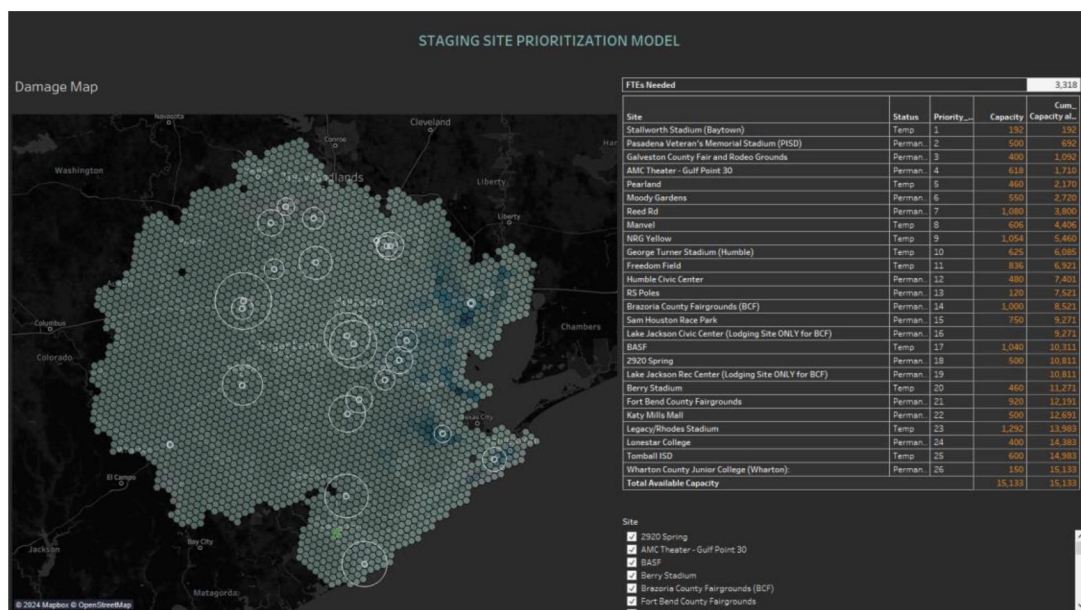 STAGING SITE PRIORITIZATION MODEL
Damage Map
Navasota
Cleveland
Conroe
Washington
Liberty
Liberty
Columbus
Chambers
Colorado
Texas City
El Campo
Bay City
Jackson
Matagorda
© 2024 Mapbox © OpenStreetMap
FTEs Needed 3,318
Site Status Priority_.. Capacity Cum_ Capacity al..
Stallworth Stadium (Baytown) Temp 1 192 192
Pasadena Veteran's Memorial Stadium (PISD) Perman.. 2 500 692
Galveston County Fair and Rodeo Grounds Perman.. 3 400 1,092
AMC Theater - Gulf Point 30 Perman.. 4 618 1,710
Pearland Temp 5 460 2,170
Moody Gardens Perman.. 6 550 2,720
Reed Rd Perman.. 7 1,080 3,800
Manvel Temp 8 606 4,406
NRG Yellow Temp 9 1,054 5,460
George Turner Stadium (Humble) Temp 10 625 6,085
Freedom Field Temp 11 836 6,921
Humble Civic Center Perman.. 12 480 7,401
RS Poles Perman.. 13 120 7,521
Brazoria County Fairgrounds (BCF) Perman.. 14 1,000 8,521
Sam Houston Race Park Perman.. 15 750 9,271
Lake Jackson Civic Center (Lodging Site ONLY for BCF) Perman.. 16 9,271
BASF Temp 17 1,040 10,311
2920 Spring Perman.. 18 500 10,811
Lake Jackson Rec Center (Lodging Site ONLY for BCF) Perman.. 19 10,811
Berry Stadium Temp 20 460 11,271
Fort Bend County Fairgrounds Perman.. 21 920 12,191
Katy Mills Mall Perman.. 22 500 12,691
Legacy/Rhodes Stadium Temp 23 1,292 13,983
Lonestar College Perman.. 24 400 14,383
Tomball ISD Temp 25 600 14,983
Wharton County Junior College (Wharton): Perman.. 26 150 15,133
Total Available Capacity 15,133 15,133
Site
2920 Spring
AMC Theater - Gulf Point 30
BASF
Berry Stadium
Brazoria County Fairgrounds (BCF)
Fort Bend County Fairgrounds